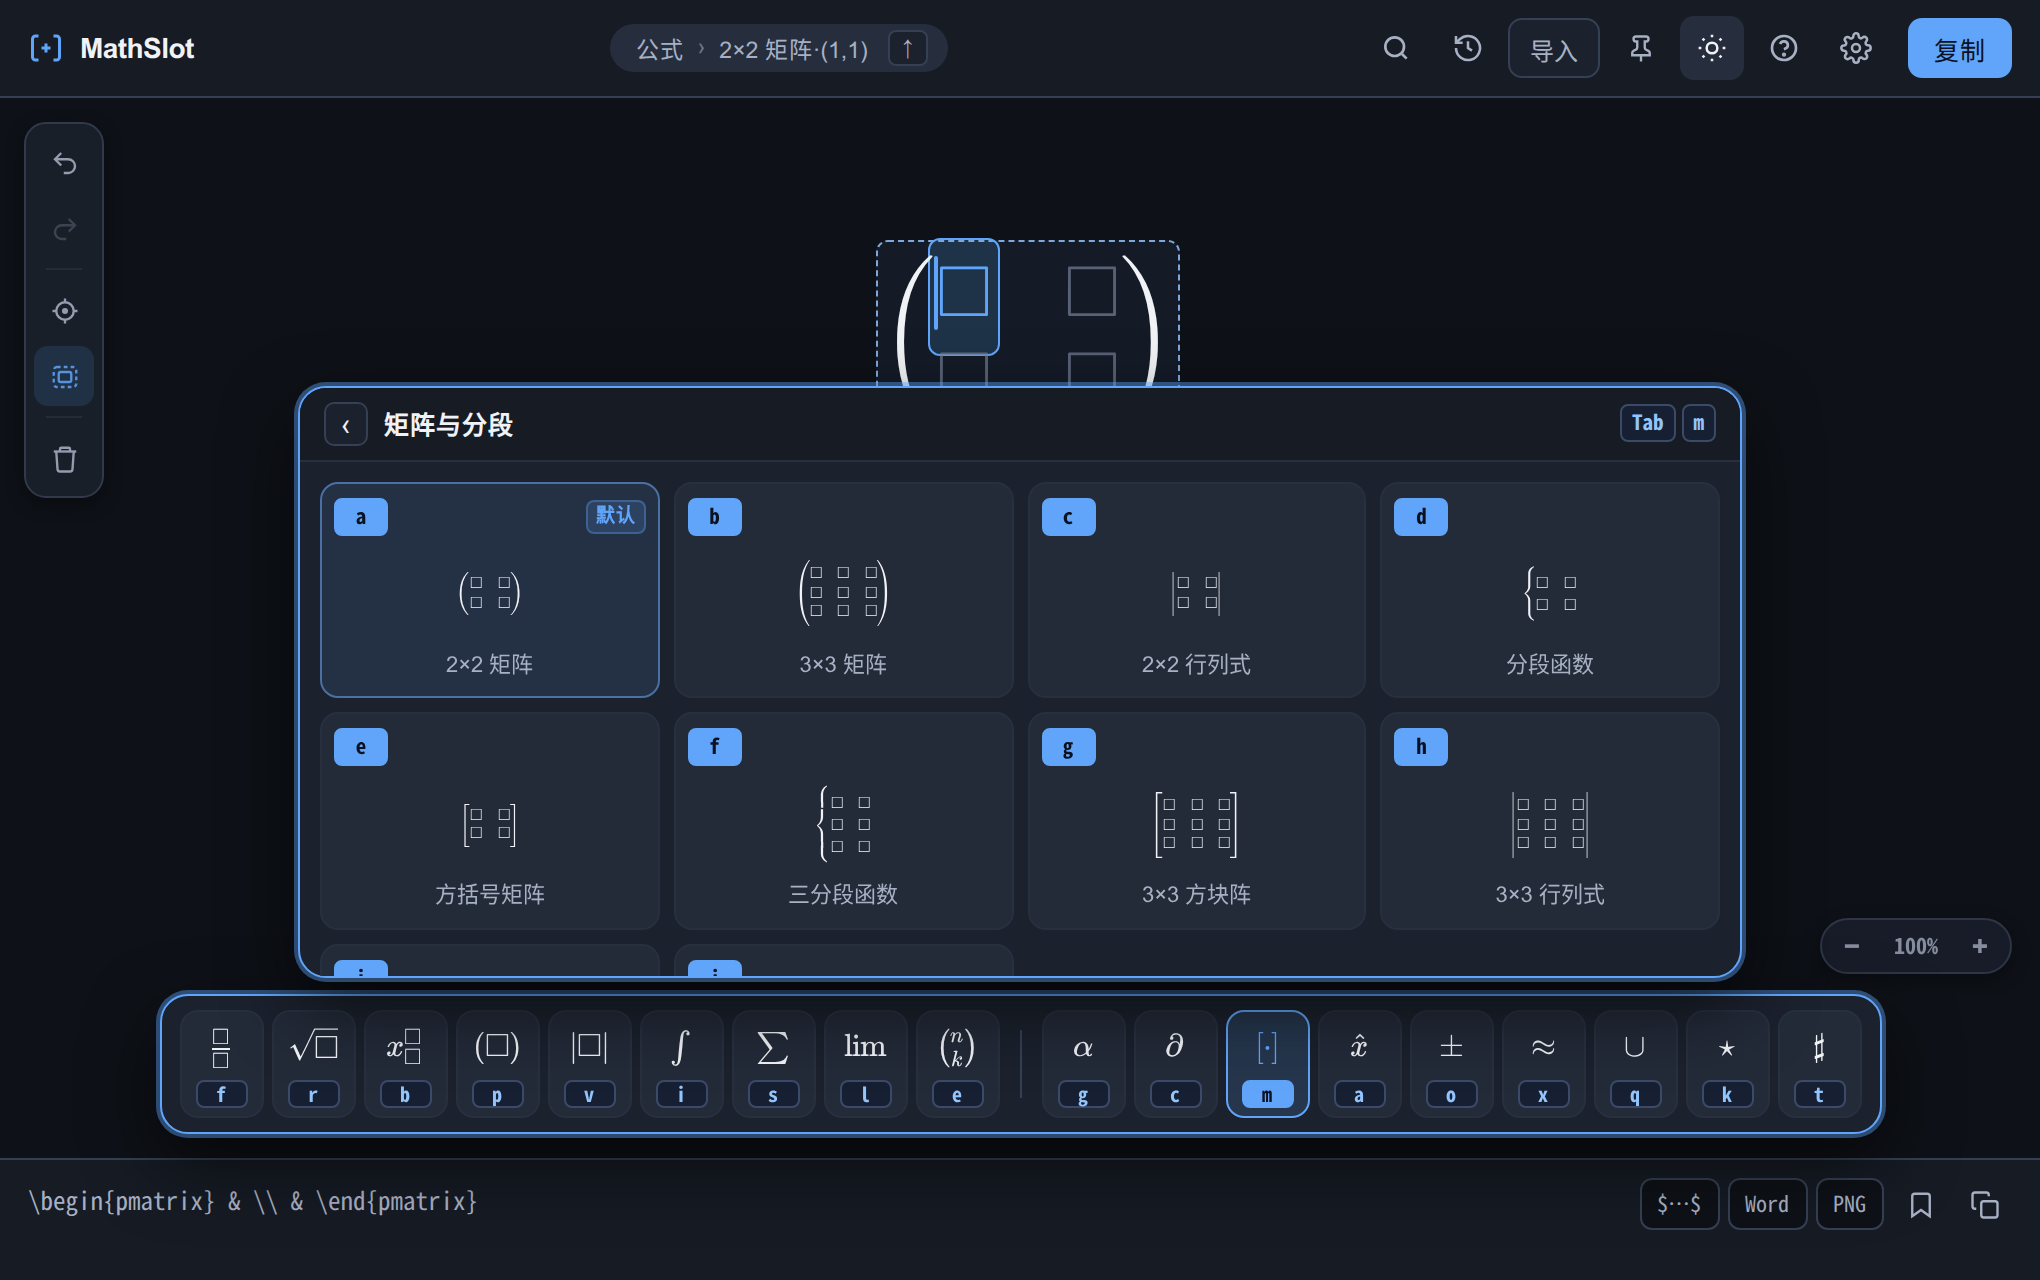 MathSlot
公式 › 2×2 矩阵·(1,1) ↑
导入
复制
矩阵与分段
Tab m
a 默认
2×2 矩阵
b
3×3 矩阵
c
2×2 行列式
d
分段函数
e
方括号矩阵
f
三分段函数
g
3×3 方块阵
h
3×3 行列式
− 100% +
□/□ √□ x□□ (□) |□| ∫ ∑ lim (n k) α ∂ [·] x̂ ± ≈ ∪ ⋆ ♯
f r b p v i s l e g c m a o x q k t
\begin{pmatrix} & \\ & \end{pmatrix}
$⋯$ Word PNG